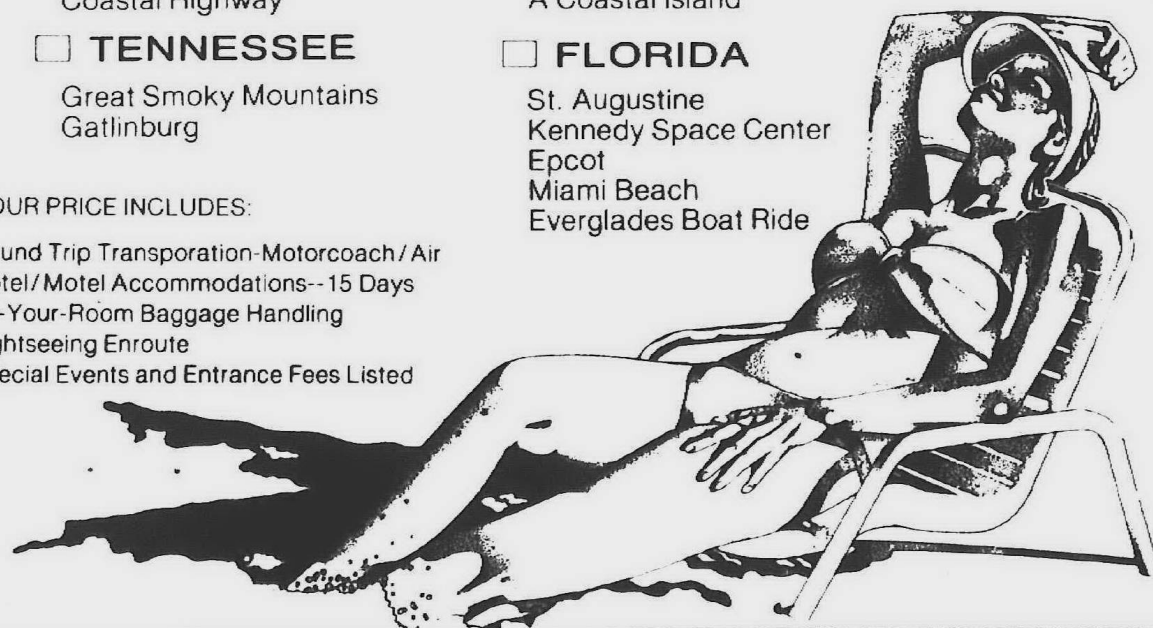 Coastal Highway
☐ TENNESSEE
Great Smoky Mountains
Gatlinburg
A Coastal Island
☐ FLORIDA
St. Augustine
Kennedy Space Center
Epcot
Miami Beach
Everglades Boat Ride
OUR PRICE INCLUDES:
und Trip Transporation-Motorcoach/Air
tel/Motel Accommodations--15 Days
-Your-Room Baggage Handling
ghtseeing Enroute
ecial Events and Entrance Fees Listed